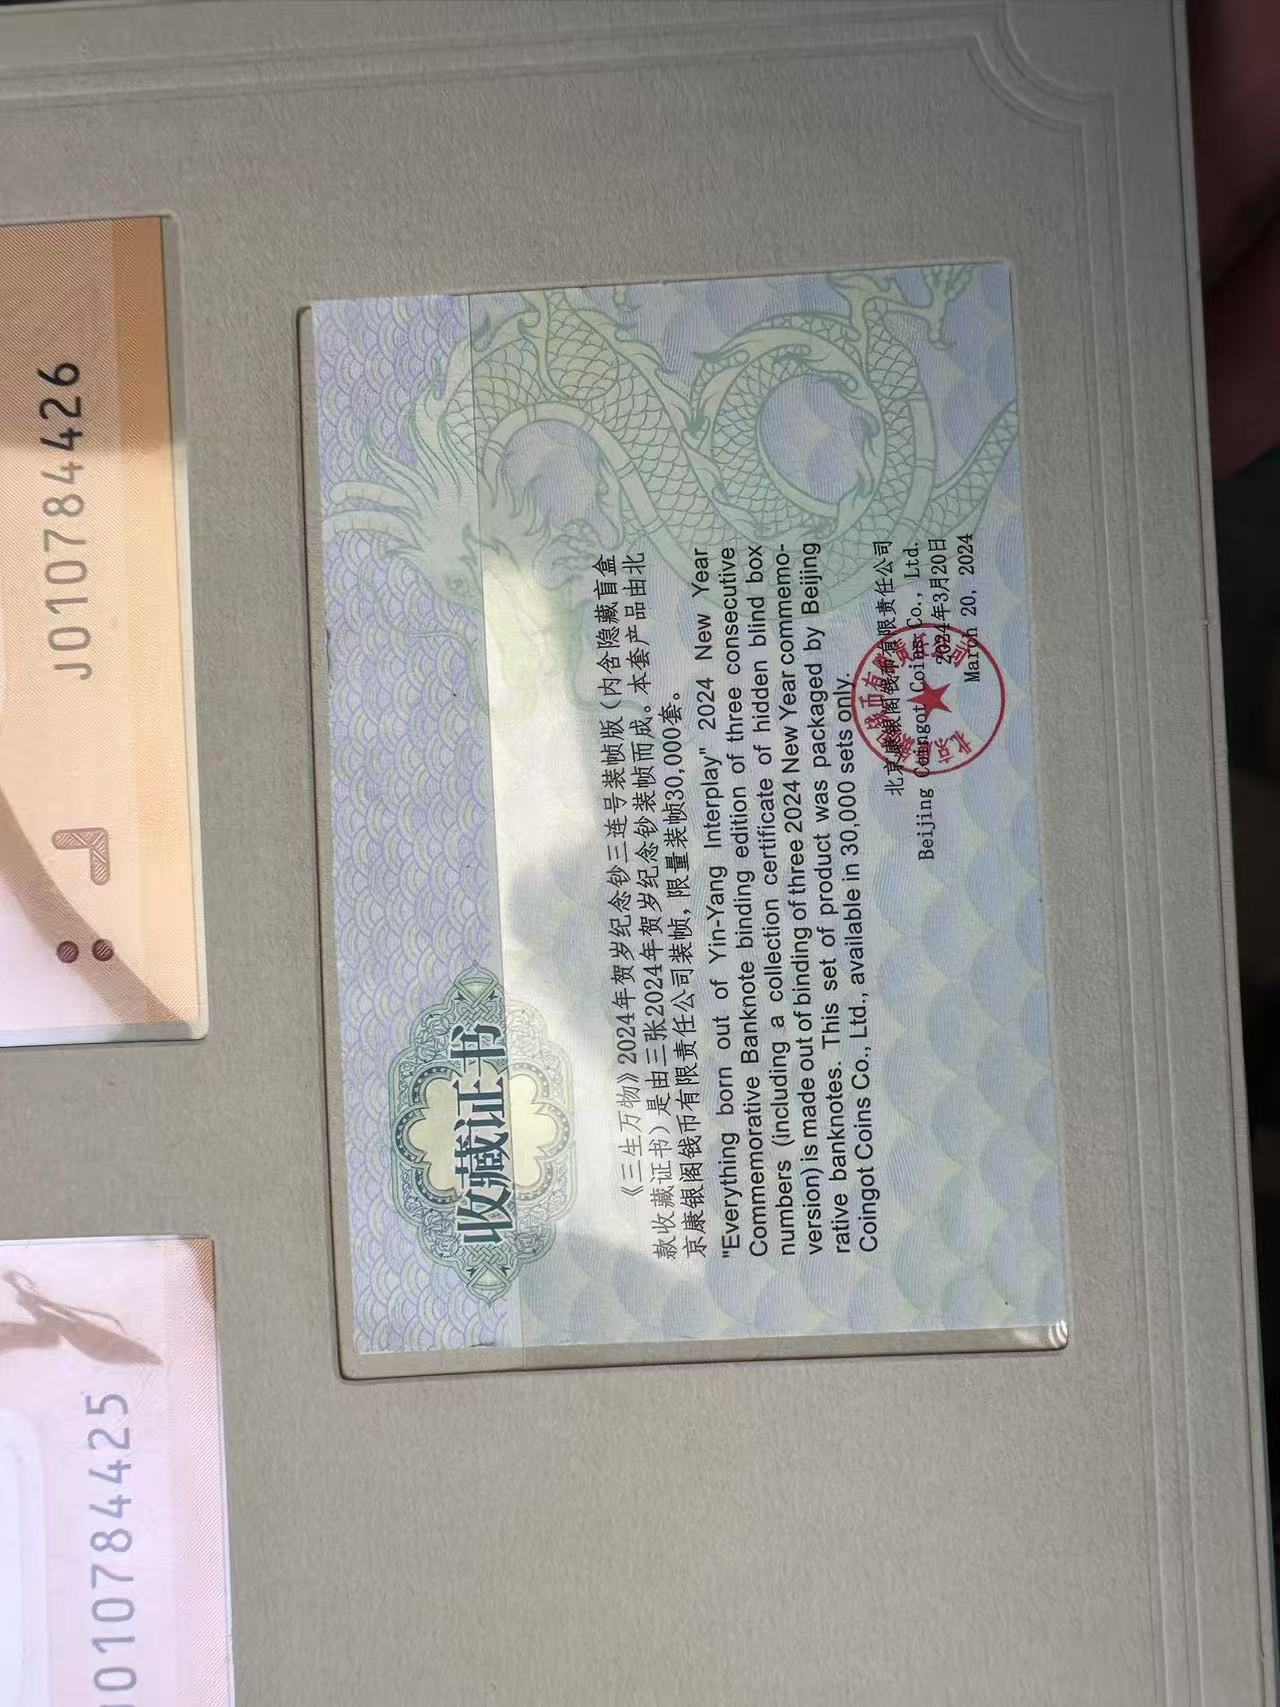 J010784426
J010784425
收藏证书
《三生万物》2024年贺岁纪念钞三连号装帧版（内含隐藏盲盒
款收藏证书）是由三张2024年贺岁纪念钞装帧而成。本套产品由北
京康银阁钱币有限责任公司装帧，限量装帧30,000套。
"Everything born out of Yin-Yang Interplay" 2024 New Year
Commemorative Banknote binding edition of three consecutive
numbers (including a collection certificate of hidden blind box
version) is made out of binding of three 2024 New Year commemo-
rative banknotes. This set of product was packaged by Beijing
Coingot Coins Co., Ltd., available in 30,000 sets only.
北京康银阁钱币有限责任公司
Beijing Coingot Coins Co., Ltd.
2024年3月20日
March 20, 2024